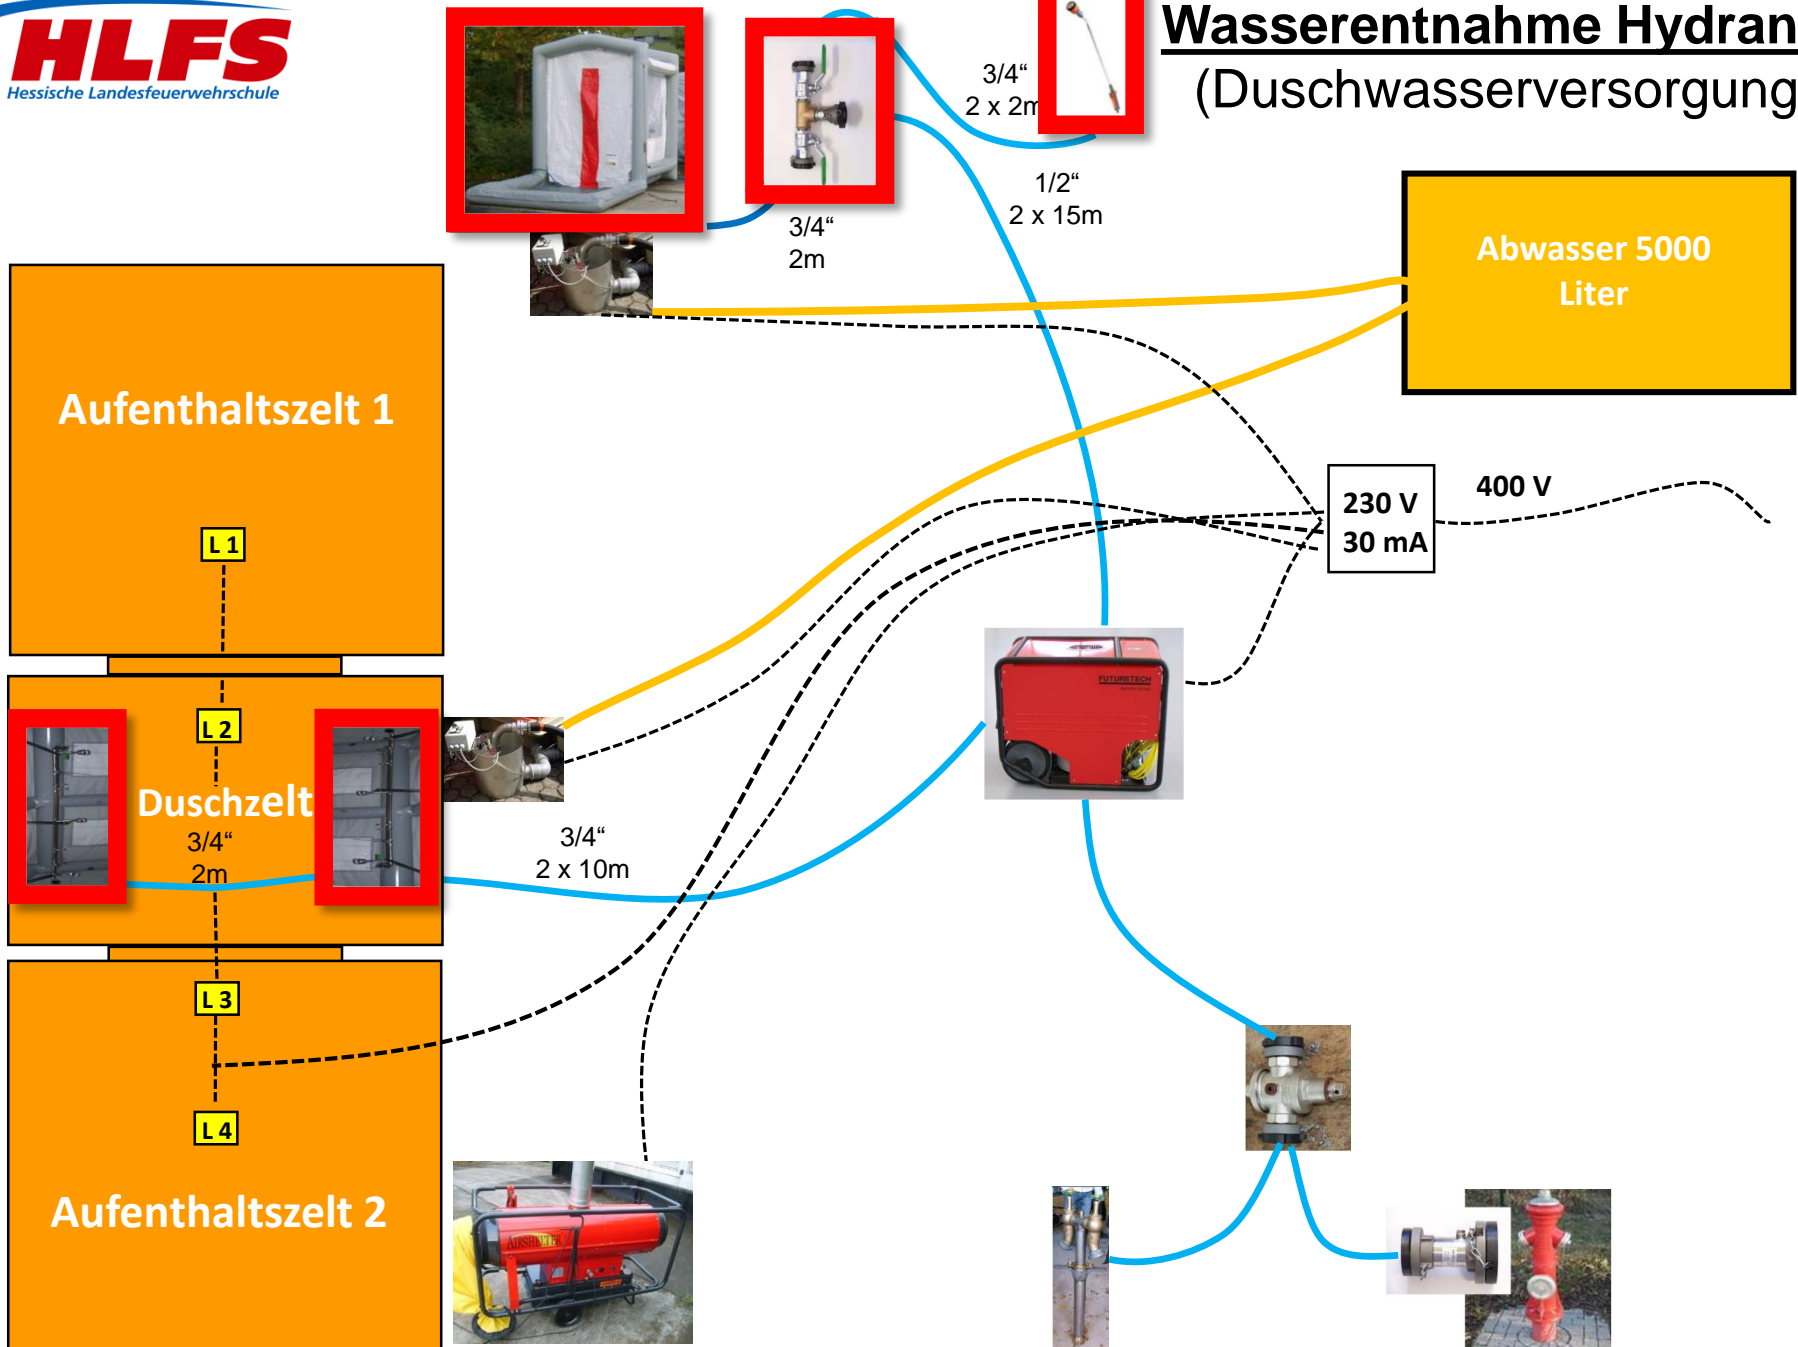 HLFS
Hessische Landesfeuerwehrschule
Wasserentnahme Hydran
(Duschwasserversorgung
3/4“
2 x 2m
1/2“
2 x 15m
3/4“
2m
Abwasser 5000
Liter
Aufenthaltszelt 1
L 1
230 V
30 mA
400 V
FUTURETECH
L 2
Duschzelt
3/4“
2m
3/4“
2 x 10m
L 3
L 4
Aufenthaltszelt 2
AIRSHELTER